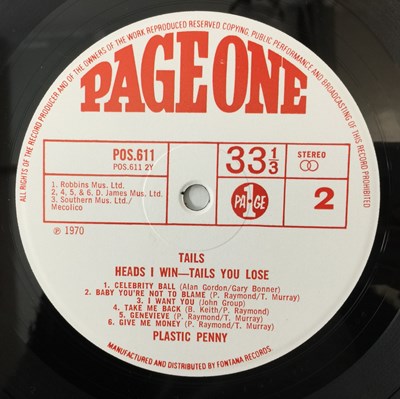 ALL RIGHTS OF THE RECORD PRODUCER AND OF THE OWNERS OF THE WORK REPRODUCED RESERVED COPYING, PUBLIC PERFORMANCE AND BROADCASTING OF THIS RECORD PROHIBITED
PAGE ONE
POS.611
POS.611 2Y
33 1/3
STEREO
1. Robbins Mus. Ltd.
2, 4, 5, & 6. D. James Mus. Ltd.
3. Southern Mus. Ltd./
Mecolico
PAGE 1
2
℗ 1970
TAILS
HEADS I WIN—TAILS YOU LOSE
1. CELEBRITY BALL (Alan Gordon/Gary Bonner)
2. BABY YOU'RE NOT TO BLAME (P. Raymond/T. Murray)
3. I WANT YOU (John Group)
4. TAKE ME BACK (B. Keith/P. Raymond)
5. GENEVIEVE (P. Raymond/T. Murray)
6. GIVE ME MONEY (P. Raymond/T. Murray)
PLASTIC PENNY
MANUFACTURED AND DISTRIBUTED BY FONTANA RECORDS.